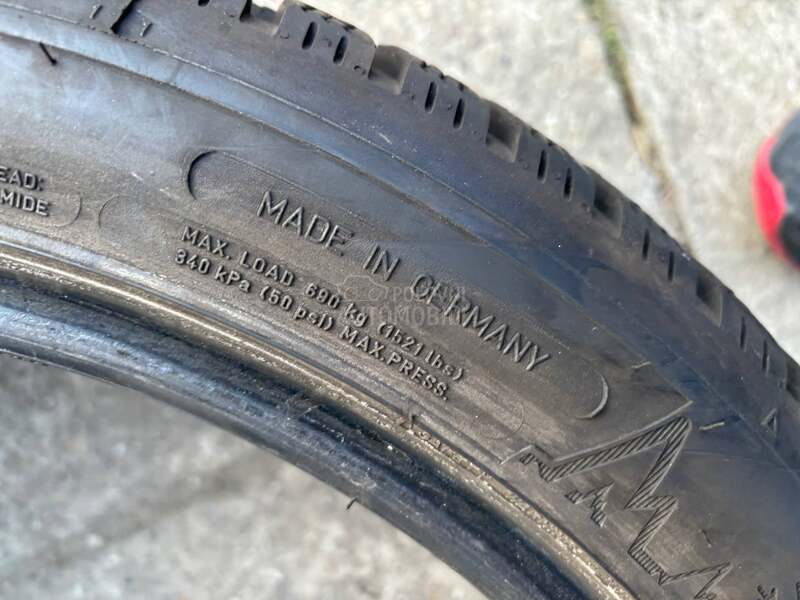 EAD:
MIDE
MADE IN GERMANY
MAX. LOAD 690 kg (1521 lbs)
340 kPa (50 psi) MAX.PRESS.